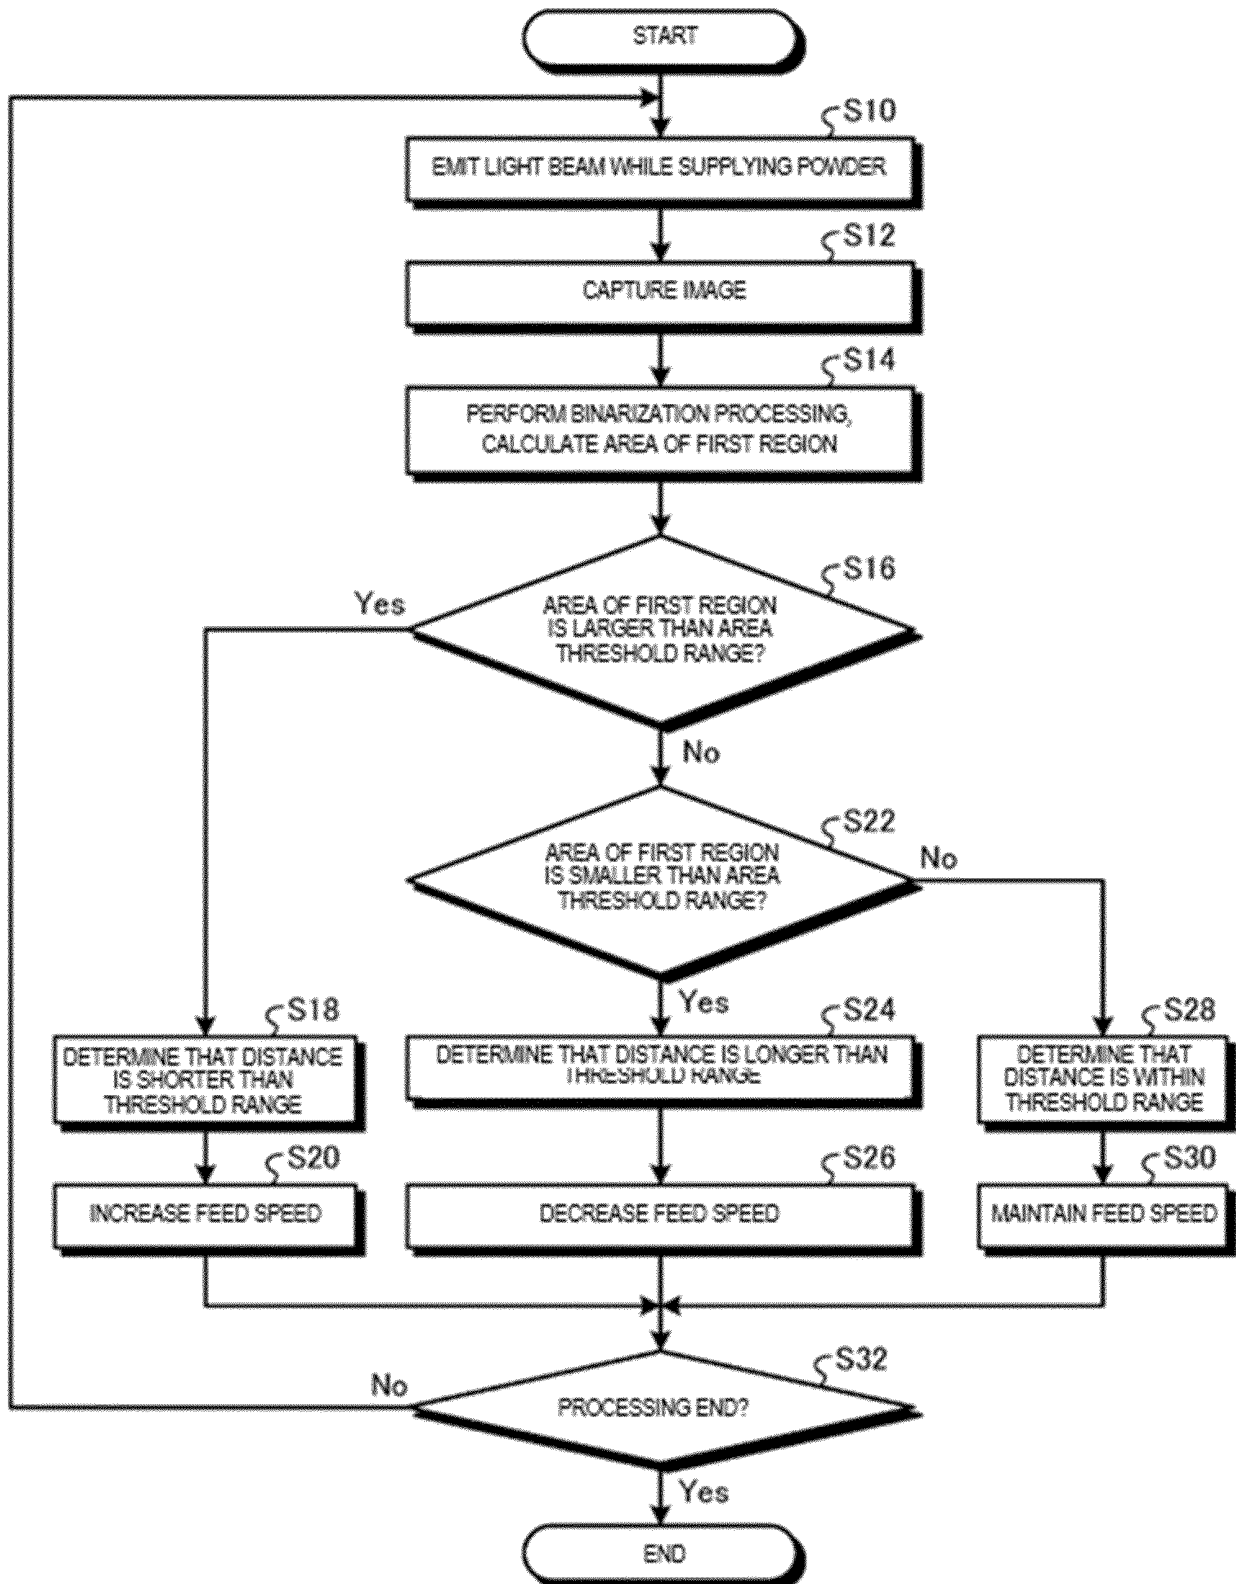 START
S10
EMIT LIGHT BEAM WHILE SUPPLYING POWDER
S12
CAPTURE IMAGE
S14
PERFORM BINARIZATION PROCESSING,
CALCULATE AREA OF FIRST REGION
S16
Yes
AREA OF FIRST REGION
IS LARGER THAN AREA
THRESHOLD RANGE?
No
S22
AREA OF FIRST REGION
IS SMALLER THAN AREA
THRESHOLD RANGE?
No
Yes
S18
DETERMINE THAT DISTANCE
IS SHORTER THAN
THRESHOLD RANGE
S24
DETERMINE THAT DISTANCE IS LONGER THAN
THRESHOLD RANGE
S28
DETERMINE THAT
DISTANCE IS WITHIN
THRESHOLD RANGE
S20
INCREASE FEED SPEED
S26
DECREASE FEED SPEED
S30
MAINTAIN FEED SPEED
S32
No
PROCESSING END?
Yes
END